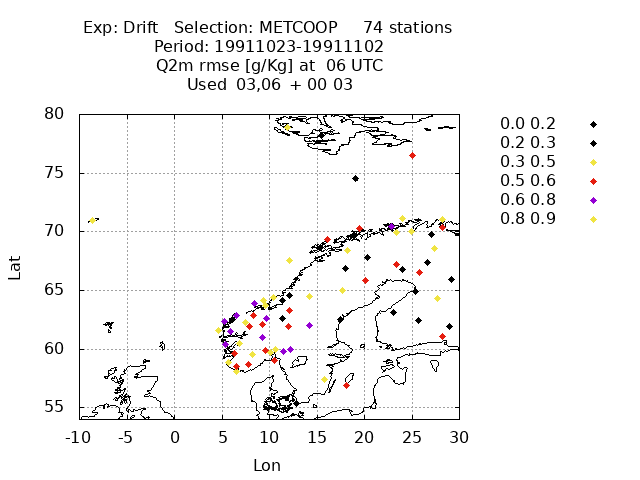 Exp: Drift   Selection: METCOOP     74 stations
Period: 19911023-19911102
Q2m rmse [g/Kg] at  06 UTC
Used  03,06  + 00 03
80
75
70
65
60
55
-10 -5 0 5 10 15 20 25 30
Lat
Lon
0.0 0.2
0.2 0.3
0.3 0.5
0.5 0.6
0.6 0.8
0.8 0.9